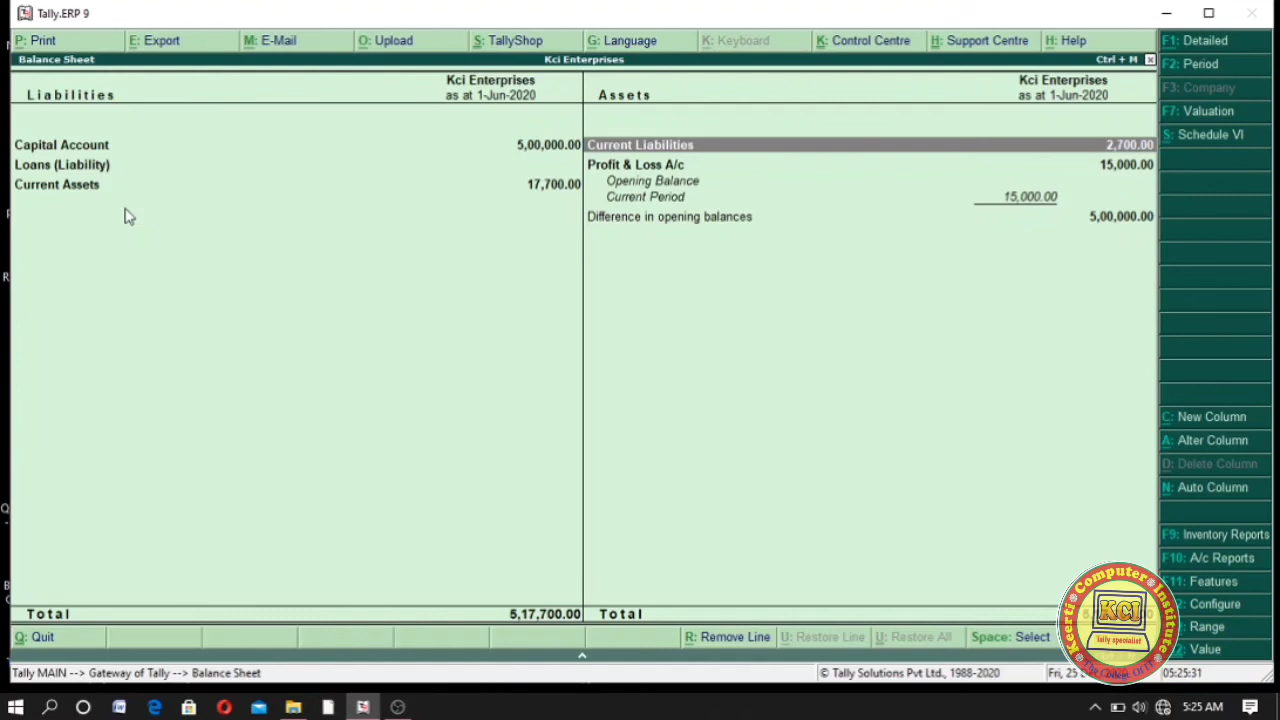 Tally.ERP 9
P: Print E: Export M: E-Mail O: Upload S: TallyShop G: Language K: Keyboard K: Control Centre H: Support Centre H: Help
Balance Sheet Kci Enterprises Ctrl + M
Liabilities Kci Enterprises as at 1-Jun-2020
Assets Kci Enterprises as at 1-Jun-2020
Capital Account 5,00,000.00
Loans (Liability)
Current Assets 17,700.00
Current Liabilities 2,700.00
Profit & Loss A/c 15,000.00
Opening Balance
Current Period 15,000.00
Difference in opening balances 5,00,000.00
Total 5,17,700.00
Total
F1: Detailed
F2: Period
F3: Company
F7: Valuation
S: Schedule VI
C: New Column
A: Alter Column
D: Delete Column
N: Auto Column
F9: Inventory Reports
F10: A/c Reports
F11: Features
Configure
Range
Value
Q: Quit R: Remove Line U: Restore Line U: Restore All Space: Select
Keerti Computer Institute
KCI
Tally specialist
Tally MAIN --> Gateway of Tally --> Balance Sheet © Tally Solutions Pvt Ltd., 1988-2020 Fri, 25 05:25:31
5:25 AM